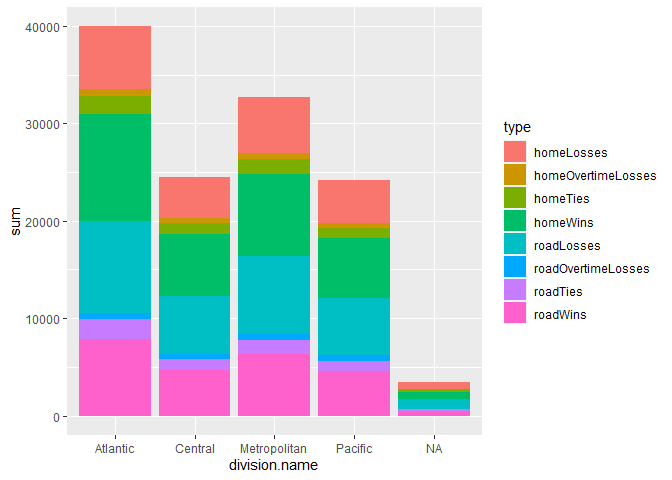 40000
30000
20000
10000
0
sum
Atlantic
Central
Metropolitan
Pacific
NA
division.name
type
homeLosses
homeOvertimeLosses
homeTies
homeWins
roadLosses
roadOvertimeLosses
roadTies
roadWins